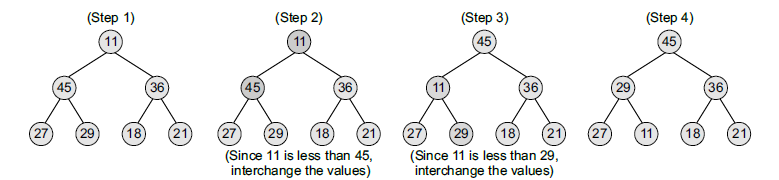 (Step 1) (Step 2) (Step 3) (Step 4)
11 11 45 45
45 36 45 36 11 36 29 36
27 29 18 21 27 29 18 21 27 29 18 21 27 11 18 21
(Since 11 is less than 45, (Since 11 is less than 29,
interchange the values) interchange the values)